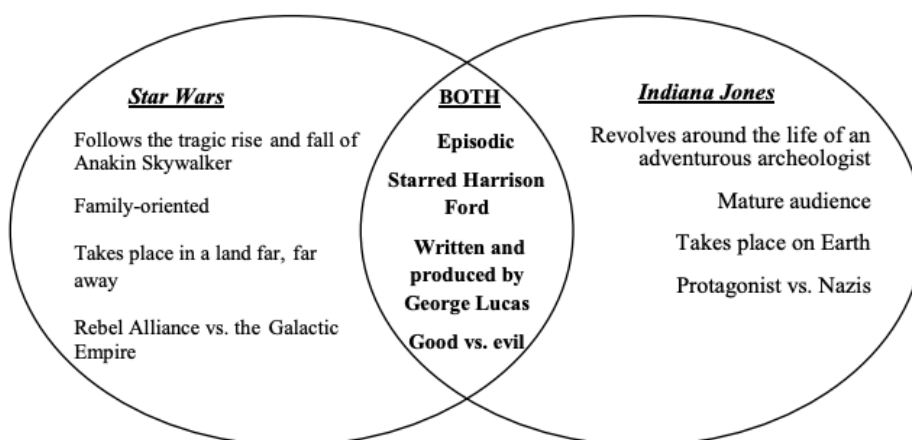 Star Wars
Follows the tragic rise and fall of
Anakin Skywalker
Family-oriented
Takes place in a land far, far
away
Rebel Alliance vs. the Galactic
Empire
BOTH
Episodic
Starred Harrison
Ford
Written and
produced by
George Lucas
Good vs. evil
Indiana Jones
Revolves around the life of an
adventurous archeologist
Mature audience
Takes place on Earth
Protagonist vs. Nazis